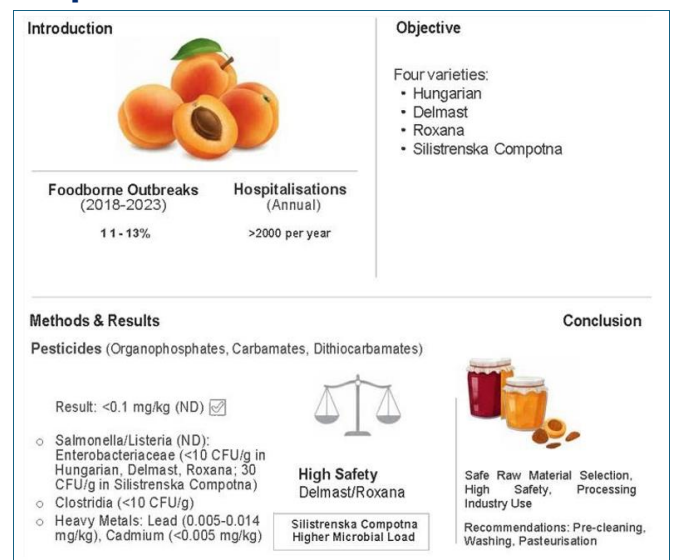 Introduction
Foodborne Outbreaks
(2018-2023)
11-13%
Hospitalisations
(Annual)
>2000 per year
Objective
Four varieties:
• Hungarian
• Delmast
• Roxana
• Silistrenska Compotna
Methods & Results
Pesticides (Organophosphates, Carbamates, Dithiocarbamates)
Result: <0.1 mg/kg (ND) ☑
○ Salmonella/Listeria (ND):
Enterobacteriaceae (<10 CFU/g in
Hungarian, Delmast, Roxana; 30
CFU/g in Silistrenska Compotna)
○ Clostridia (<10 CFU/g)
○ Heavy Metals: Lead (0.005-0.014
mg/kg), Cadmium (<0.005 mg/kg)
High Safety
Delmast/Roxana
Silistrenska Compotna
Higher Microbial Load
Conclusion
Safe Raw Material Selection,
High Safety, Processing
Industry Use
Recommendations: Pre-cleaning,
Washing, Pasteurisation